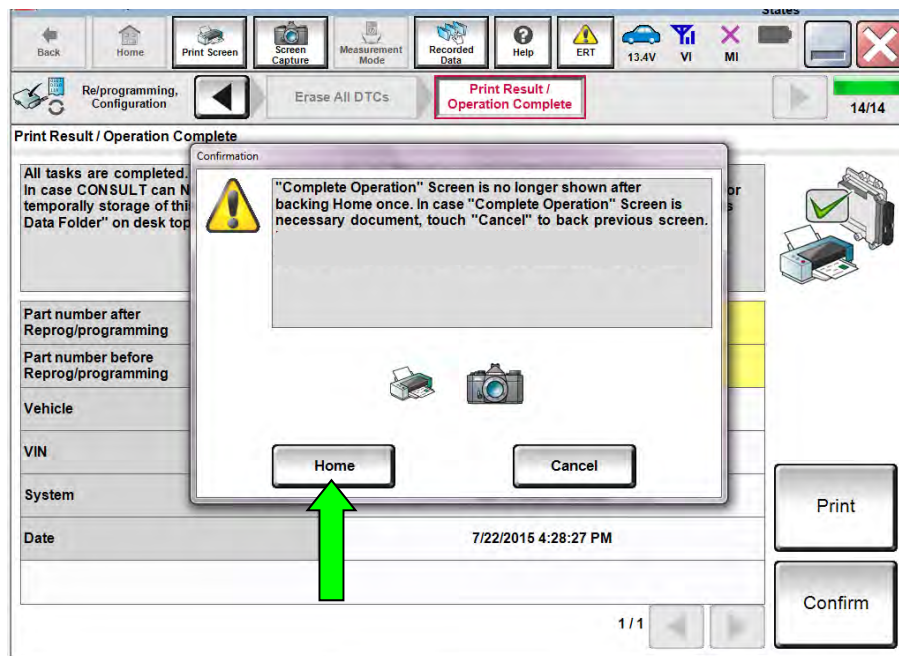 States
Back
Home
Print Screen
Screen
Capture
Measurement
Mode
Recorded
Data
Help
ERT
13.4V
VI
MI
Re/programming,
Configuration
Erase All DTCs
Print Result /
Operation Complete
14/14
Print Result / Operation Complete
All tasks are completed.
In case CONSULT can N
or
temporally storage of thi
s
Data Folder" on desk top
Confirmation
"Complete Operation" Screen is no longer shown after
backing Home once. In case "Complete Operation" Screen is
necessary document, touch "Cancel" to back previous screen.
Home
Cancel
Part number after
Reprog/programming
Part number before
Reprog/programming
Vehicle
VIN
System
Date
7/22/2015 4:28:27 PM
Print
Confirm
1/1